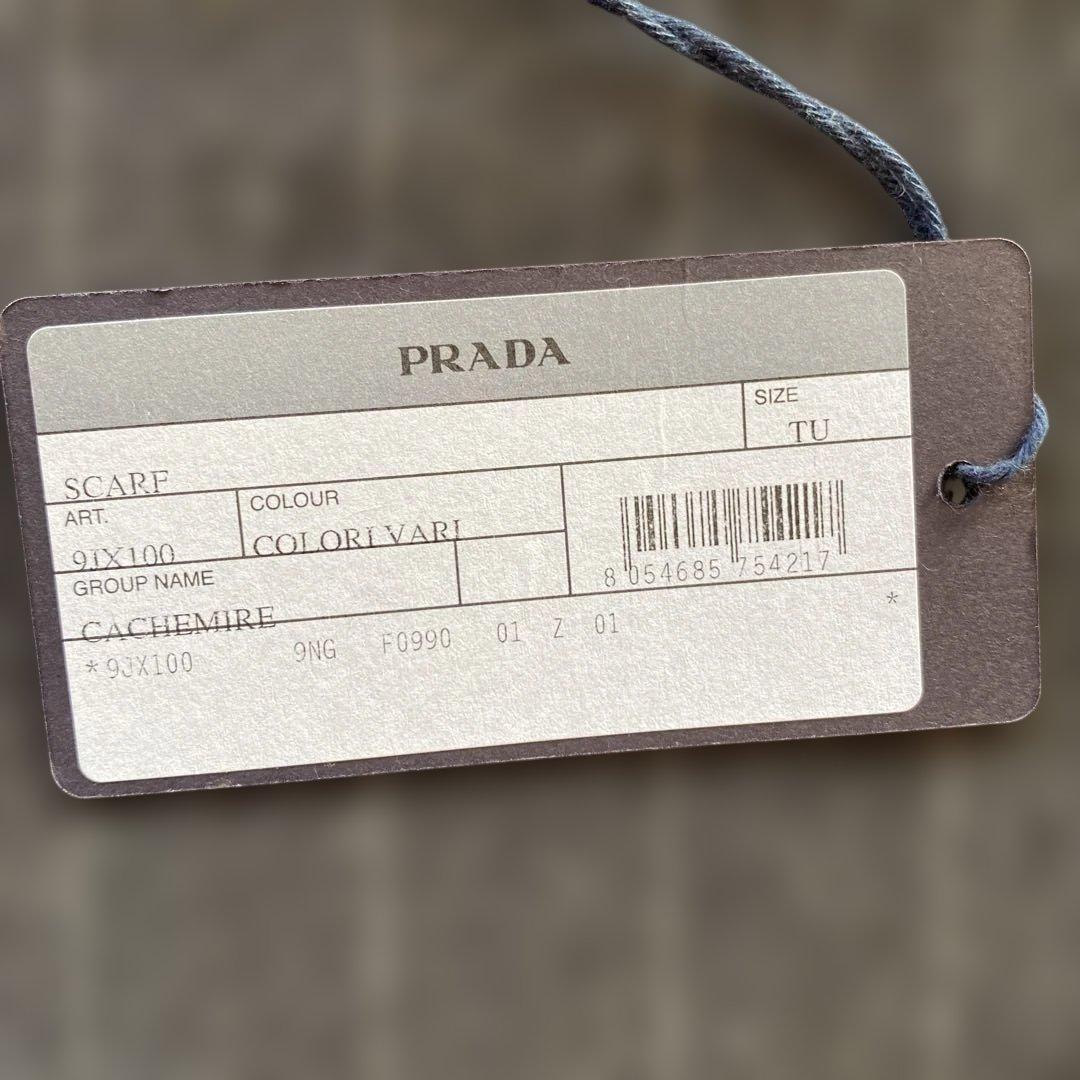 PRADA
SIZE
TU
SCARF
ART.
9JX100
COLOUR
COLORI VARI
GROUP NAME
CACHEMIRE
8 054685 754217
*9JX100 9NG F0990 01 Z 01 *